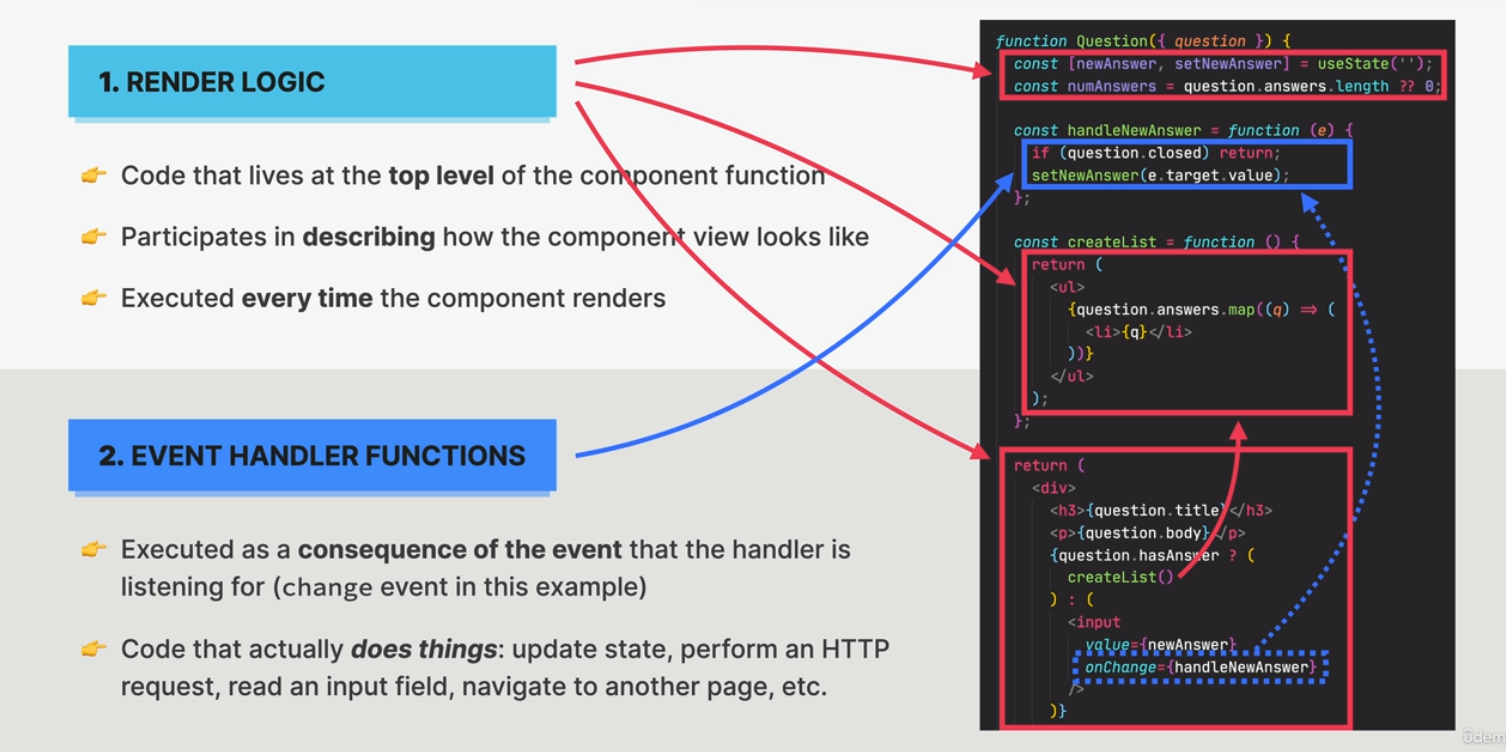 1. RENDER LOGIC
👉 Code that lives at the top level of the component function
👉 Participates in describing how the component view looks like
👉 Executed every time the component renders
2. EVENT HANDLER FUNCTIONS
👉 Executed as a consequence of the event that the handler is
listening for (change event in this example)
👉 Code that actually does things: update state, perform an HTTP
request, read an input field, navigate to another page, etc.
function Question({ question }) {
const [newAnswer, setNewAnswer] = useState('');
const numAnswers = question.answers.length ?? 0;
const handleNewAnswer = function (e) {
if (question.closed) return;
setNewAnswer(e.target.value);
};
const createList = function () {
return (
<ul>
{question.answers.map((q) => (
<li>{q}</li>
))}
</ul>
);
};
return (
<div>
<h3>{question.title}</h3>
<p>{question.body}</p>
{question.hasAnswer ? (
createList()
) : (
<input
value={newAnswer}
onChange={handleNewAnswer}
/>
)}